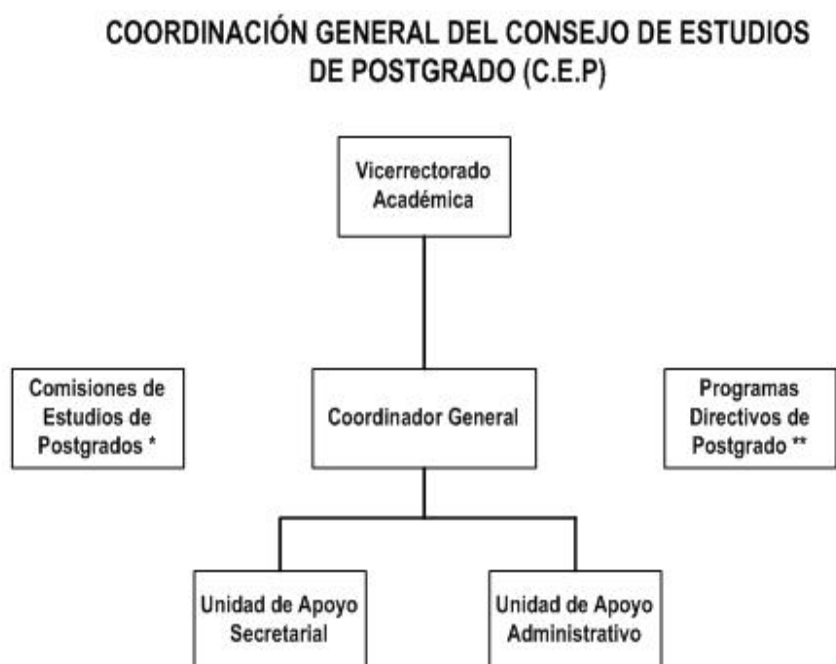 COORDINACIÓN GENERAL DEL CONSEJO DE ESTUDIOS
DE POSTGRADO (C.E.P)
Vicerrectorado
Académica
Comisiones de
Estudios de
Postgrados *
Coordinador General
Programas
Directivos de
Postgrado **
Unidad de Apoyo
Secretarial
Unidad de Apoyo
Administrativo